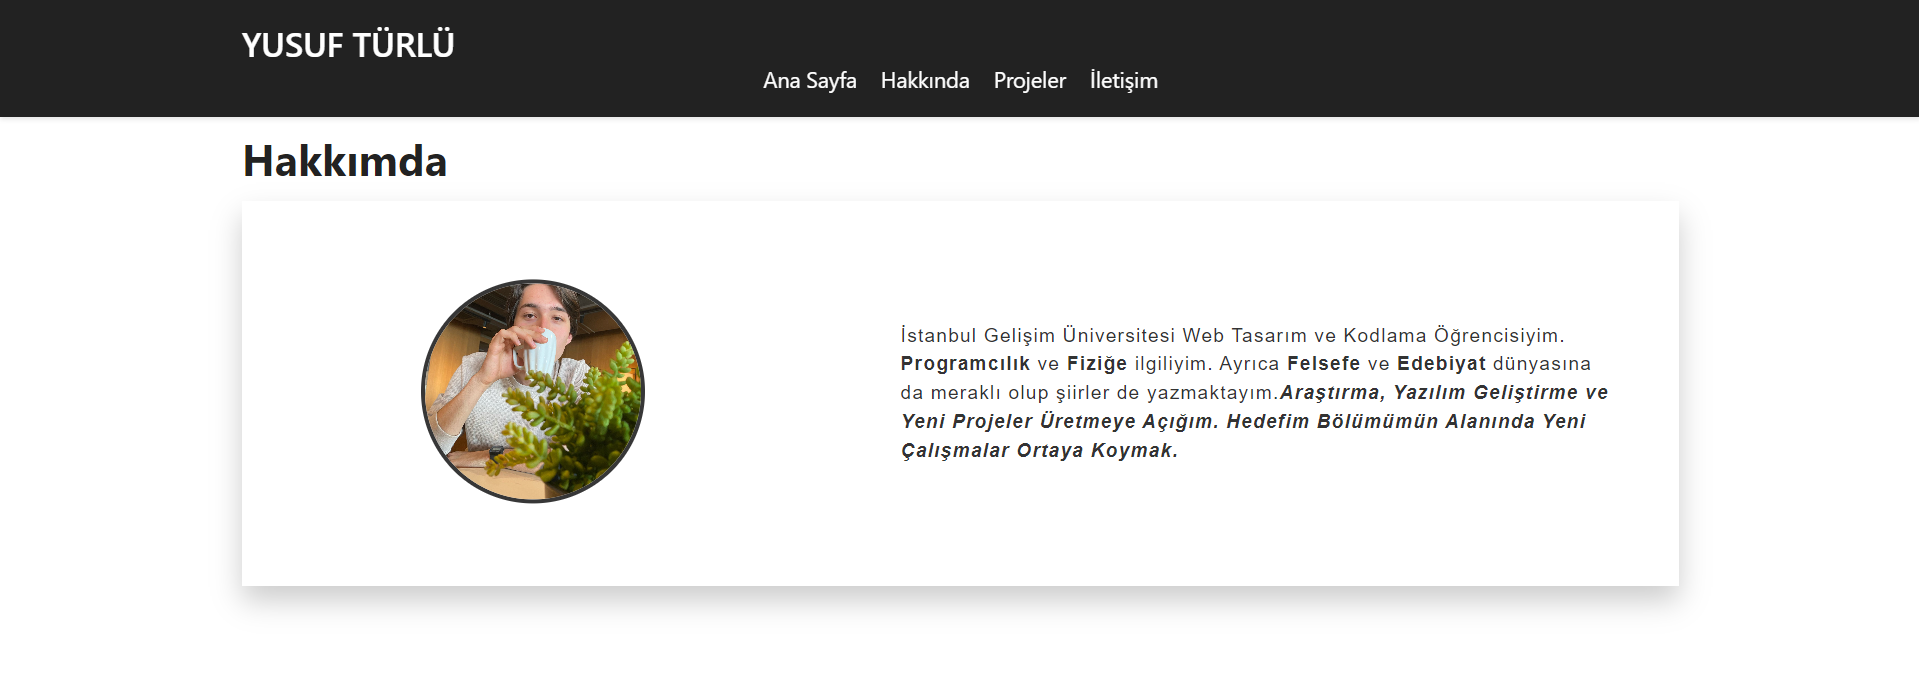 YUSUF TÜRLÜ
Ana Sayfa Hakkında Projeler İletişim
Hakkımda
İstanbul Gelişim Üniversitesi Web Tasarım ve Kodlama Öğrencisiyim.
Programcılık ve Fiziğe ilgiliyim. Ayrıca Felsefe ve Edebiyat dünyasına
da meraklı olup şiirler de yazmaktayım.Araştırma, Yazılım Geliştirme ve
Yeni Projeler Üretmeye Açığım. Hedefim Bölümümün Alanında Yeni
Çalışmalar Ortaya Koymak.